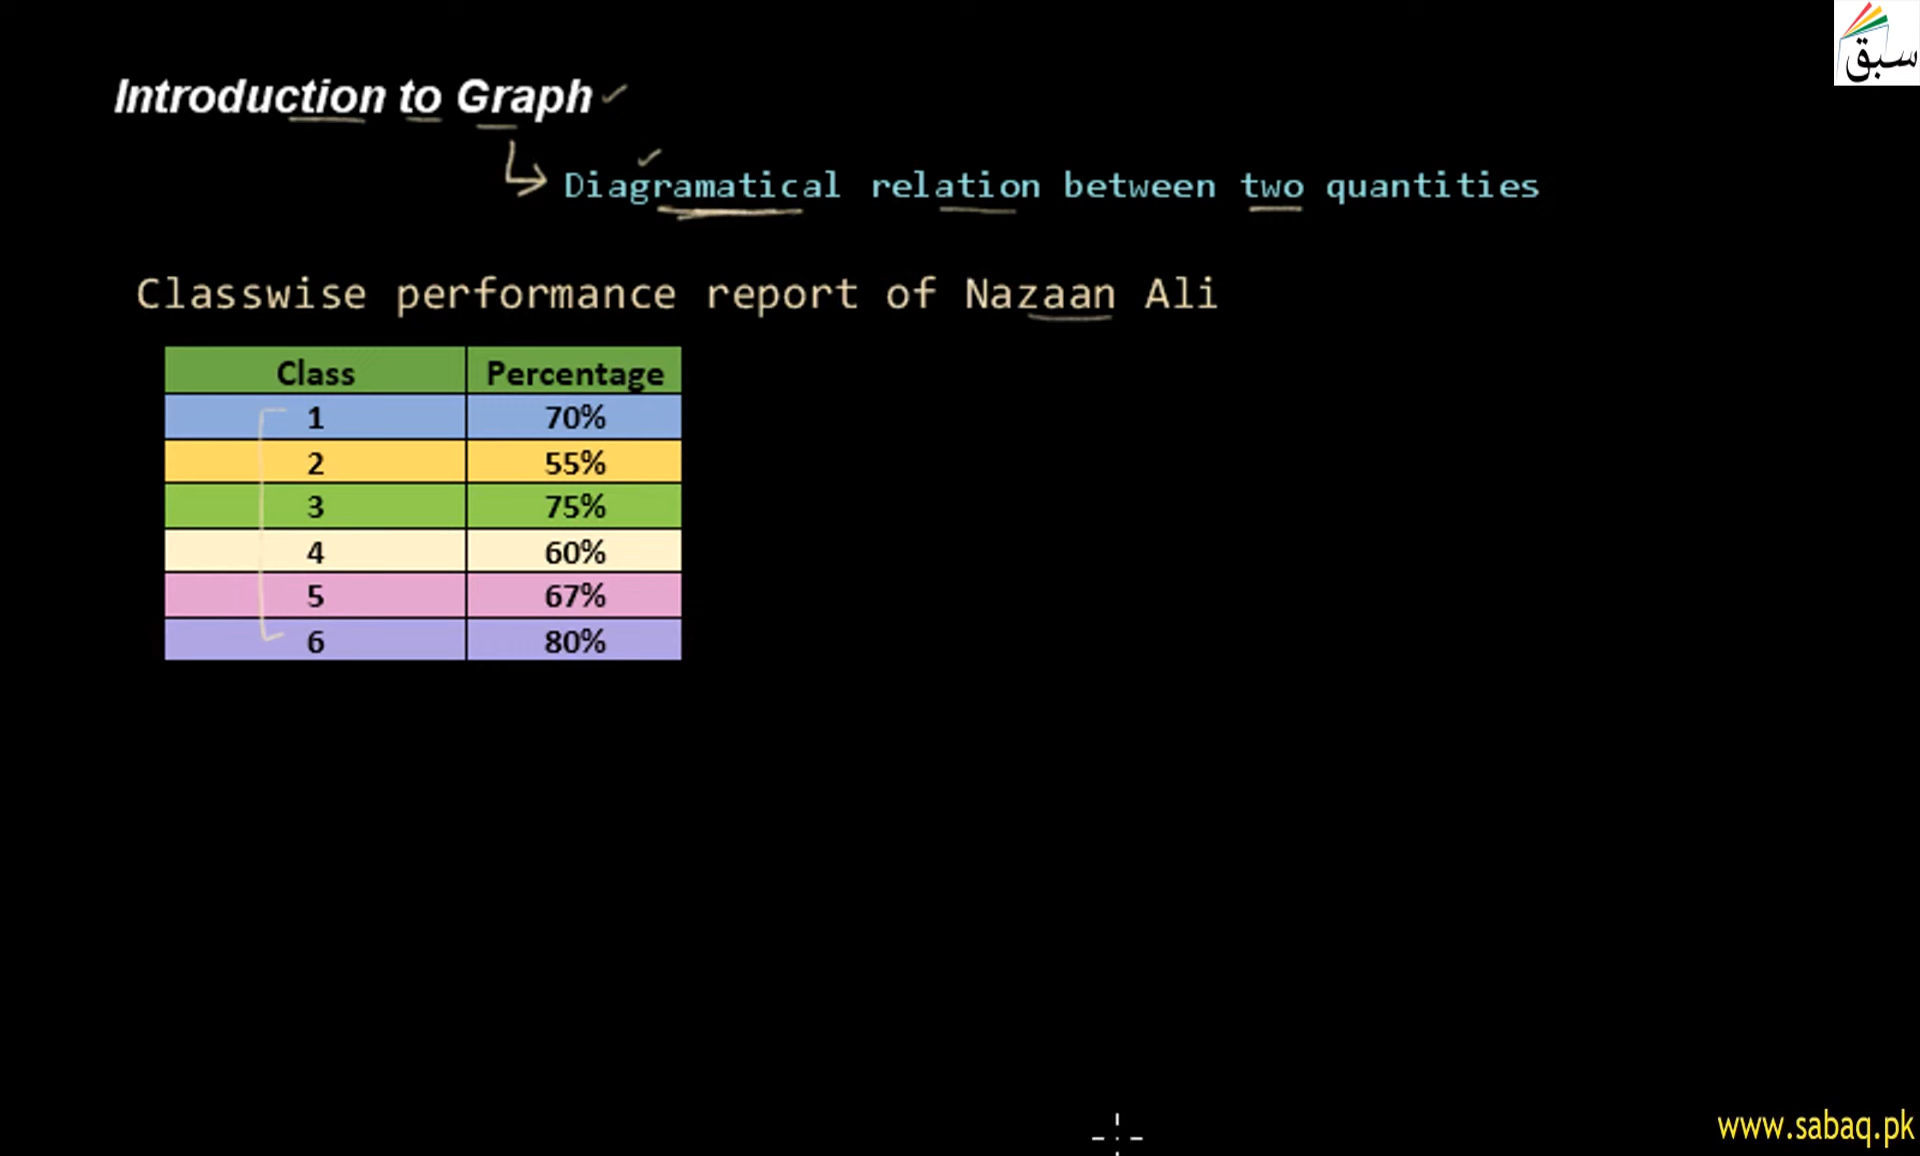 سبق
Introduction to Graph
Diagramatical relation between two quantities
Classwise performance report of Nazaan Ali
Class Percentage
1 70%
2 55%
3 75%
4 60%
5 67%
6 80%
www.sabaq.pk